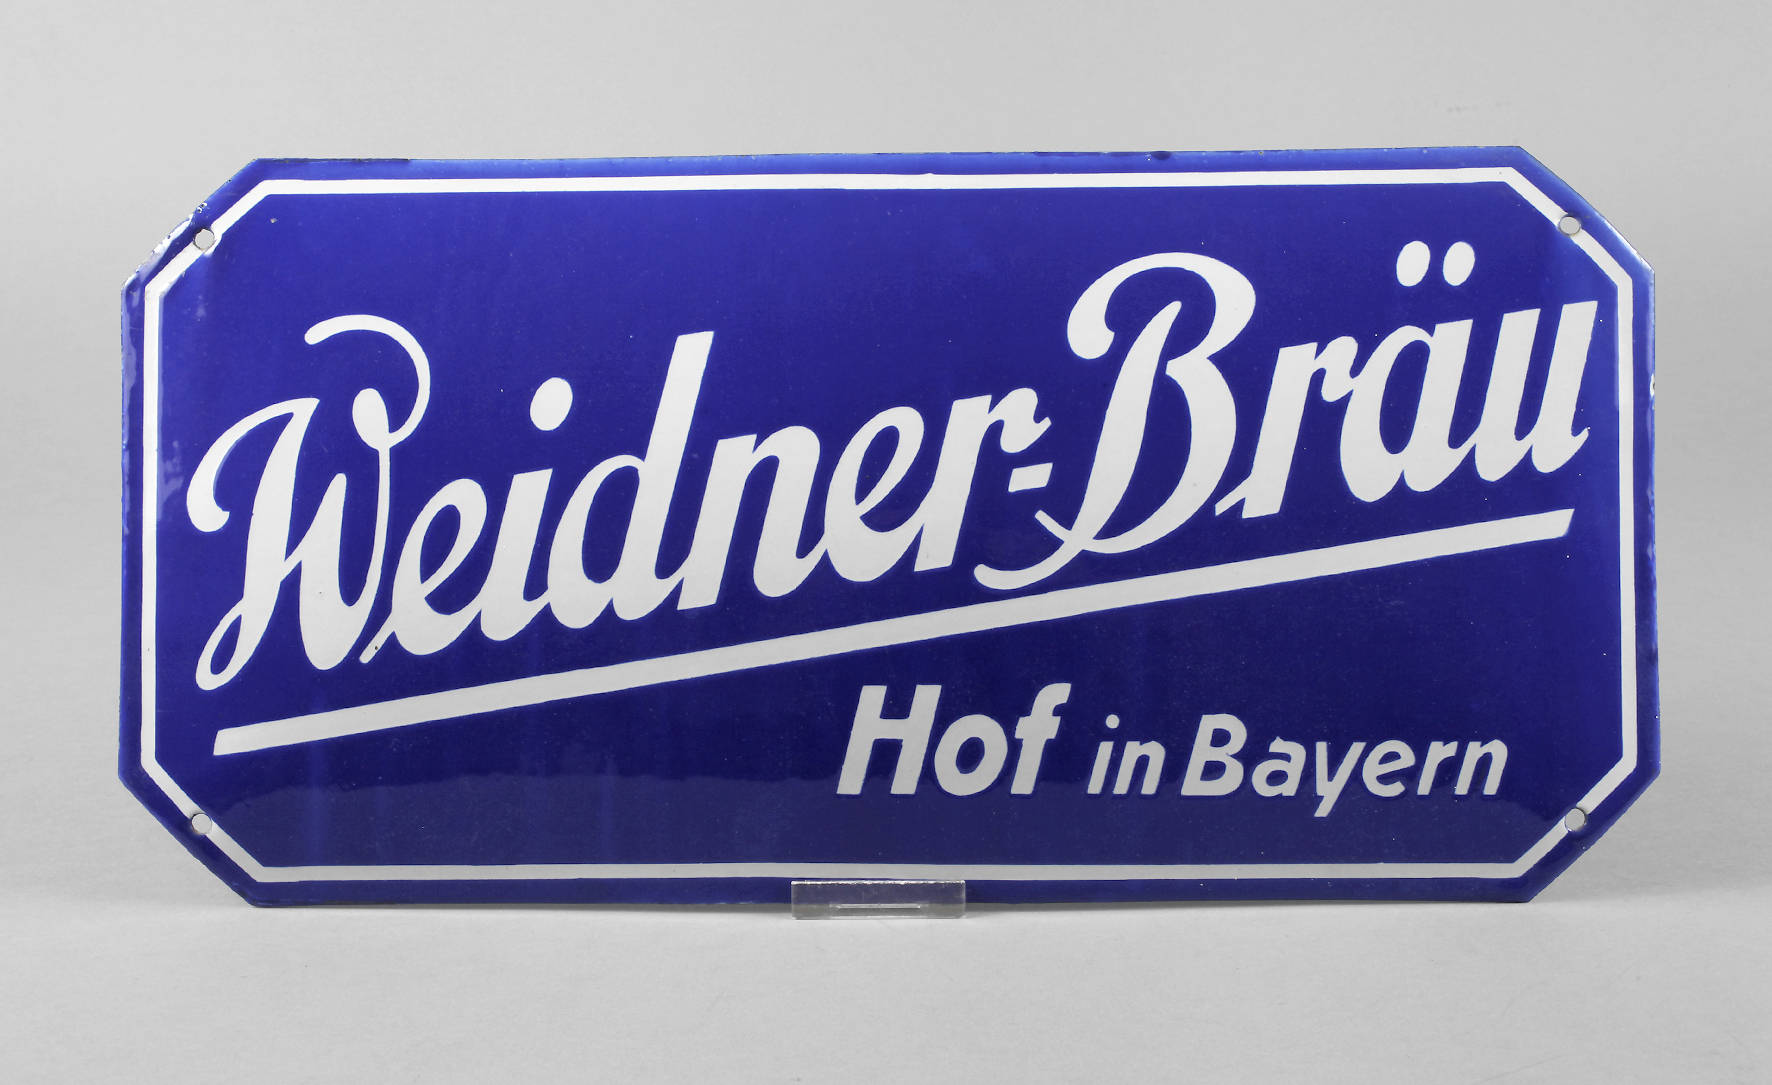 Weidner-Bräu
Hof in Bayern